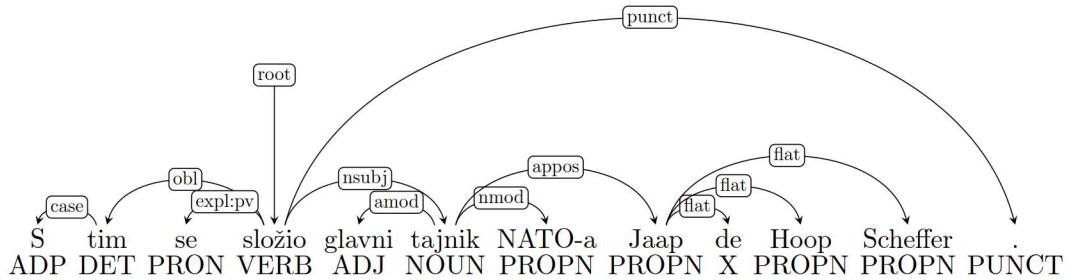 punct
root
appos
flat
obl
nsubj
flat
case
expl:pv
amod
nmod
flat
S tim se složio glavni tajnik NATO-a Jaap de Hoop Scheffer .
ADP DET PRON VERB ADJ NOUN PROPN PROPN X PROPN PROPN PUNCT